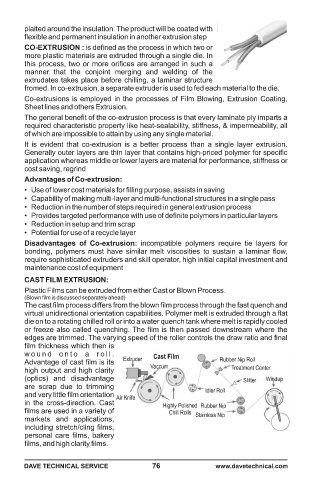 plaited around the insulation. The product will be coated with
flexible and permanent insulation in another extrusion step
CO-EXTRUSION : is defined as the process in which two or
more plastic materials are extruded through a single die. In
this process, two or more orifices are arranged in such a
manner that the conjoint merging and welding of the
extrudates takes place before chilling, a laminar structure
fromed. In co-extrusion, a separate extruder is used to fed each material to the die.
Co-extrusions is employed in the processes of Film Blowing, Extrusion Coating,
Sheet lines and others Extrusion.
The general benefit of the co-extrusion process is that every laminate ply imparts a
required characteristic property like heat-sealability, stiffness, & impermeability, all
of which are impossible to attain by using any single material.
It is evident that co-extrusion is a better process than a single layer extrusion.
Generally outer layers are thin layer that contains high-priced polymer for specific
application whereas middle or lower layers are material for performance, stiffness or
cost saving, regrind
Advantages of Co-extrusion:
• Use of lower cost materials for filling purpose, assists in saving
• Capability of making multi-layer and multi-functional structures in a single pass
• Reduction in the number of steps required in general extrusion process
• Provides targeted performance with use of definite polymers in particular layers
• Reduction in setup and trim scrap
• Potential for use of a recycle layer
Disadvantages of Co-extrusion: incompatible polymers require tie layers for
bonding, polymers must have similar melt viscosities to sustain a laminar flow,
require sophisticated extruders and skill operator, high initial capital investment and
maintenance cost of equipment
CAST FILM EXTRUSION:
Plastic Films can be extruded from either Cast or Blown Process.
(Blown film is discussed separately ahead)
The cast film process differs from the blown film process through the fast quench and
virtual unidirectional orientation capabilities. Polymer melt is extruded through a flat
die on to a rotating chilled roll or into a water quench tank where melt is rapidly cooled
or freeze also called quenching. The film is then passed downstream where the
edges are trimmed. The varying speed of the roller controls the draw ratio and final
film thickness which then is
wound onto a roll.
Advantage of cast film is its
high output and high clarity
(optics) and disadvantage
are scrap due to trimming
and very little film orientation
in the cross-direction. Cast
films are used in a variety of
markets and applications,
including stretch/cling films,
personal care films, bakery
films, and high clarity films.
Cast Film
Extruder
Vacuum
Rubber Nip Roll
Treatment Center
Slitter
Windup
Idler Roll
Air Knife
Highly Polished
Chill Rolls
Rubber Nip
Stainless Nip
DAVE TECHNICAL SERVICE
76
www.davetechnical.com